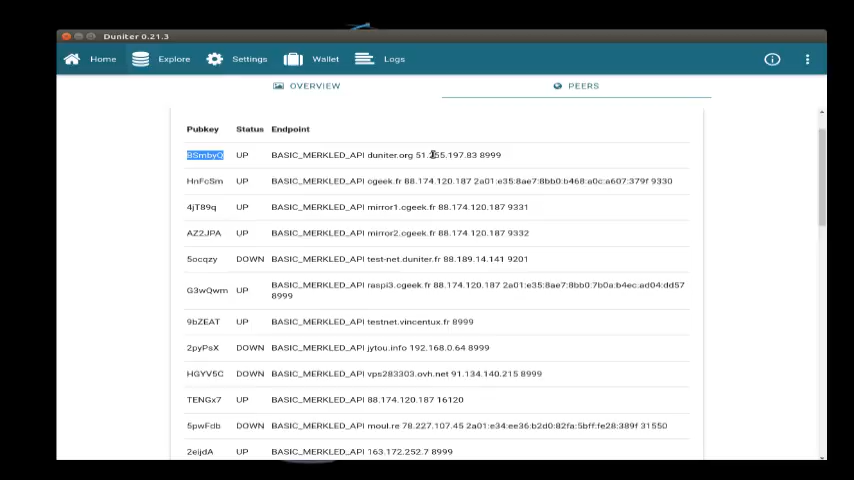 Duniter 0.21.3
Home Explore Settings Wallet Logs
OVERVIEW PEERS
Pubkey Status Endpoint
BSmbyQ UP BASIC_MERKLED_API duniter.org 51.255.197.83 8999
HnFcSm UP BASIC_MERKLED_API cgeek.fr 88.174.120.187 2a01:e35:8ae7:8bb0:b468:a0c:a607:379f 9330
4jT89q UP BASIC_MERKLED_API mirror1.cgeek.fr 88.174.120.187 9331
AZ2JPA UP BASIC_MERKLED_API mirror2.cgeek.fr 88.174.120.187 9332
5ocqzy DOWN BASIC_MERKLED_API test-net.duniter.fr 88.189.14.141 9201
G3wQwm UP BASIC_MERKLED_API raspi3.cgeek.fr 88.174.120.187 2a01:e35:8ae7:8bb0:7b0a:b4ec:ad04:dd57
8999
9bZEAT UP BASIC_MERKLED_API testnet.vincentux.fr 8999
2pyPsX DOWN BASIC_MERKLED_API jytou.info 192.168.0.64 8999
HGYV5C DOWN BASIC_MERKLED_API vps283303.ovh.net 91.134.140.215 8999
TENGx7 UP BASIC_MERKLED_API 88.174.120.187 16120
5pwFdb DOWN BASIC_MERKLED_API moul.re 78.227.107.45 2a01:e34:ee36:b2d0:82fa:5bff:fe28:389f 31550
2eijdA UP BASIC_MERKLED_API 163.172.252.7 8999